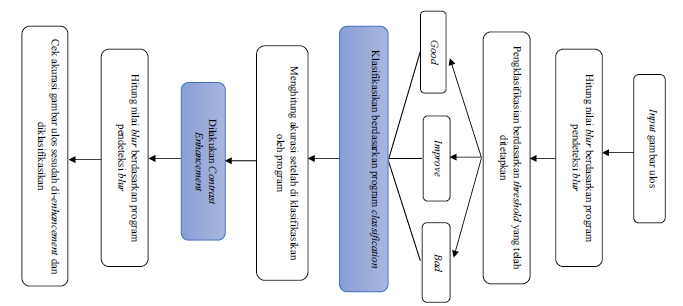 Input gambar ulos
Hitung nilai blur berdasarkan program
pendeteksi blur
Pengklasifikasian berdasarkan threshold yang telah
ditetapkan
Good
Improve
Bad
Klasifikasikan berdasarkan program classification
Menghitung akurasi setelah di klasifikasikan
oleh program
Dilakukan Contrast
Enhancement
Hitung nilai blur berdasarkan program
pendeteksi blur
Cek akurasi gambar ulos sesudah di-enhancement dan
diklasifikasikan